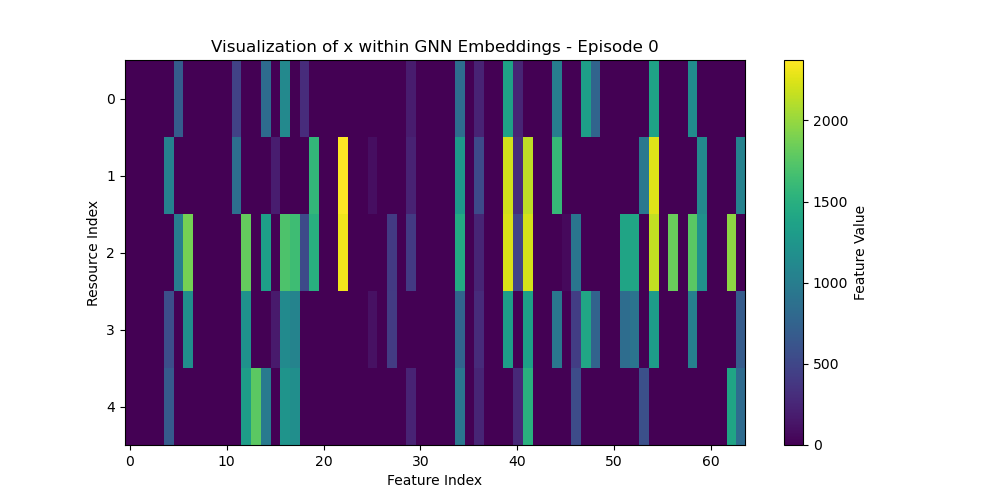 Visualization of x within GNN Embeddings - Episode 0
0
1
2
3
4
Resource Index
0 10 20 30 40 50 60
Feature Index
2000
1500
1000
500
0
Feature Value